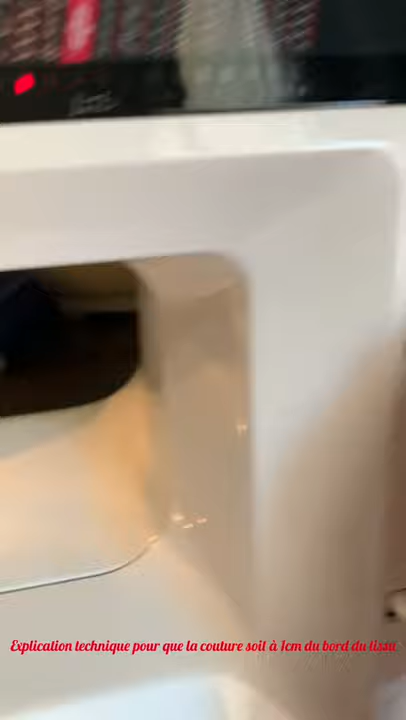 Explication technique pour que la couture soit à 1cm du bord du tissu